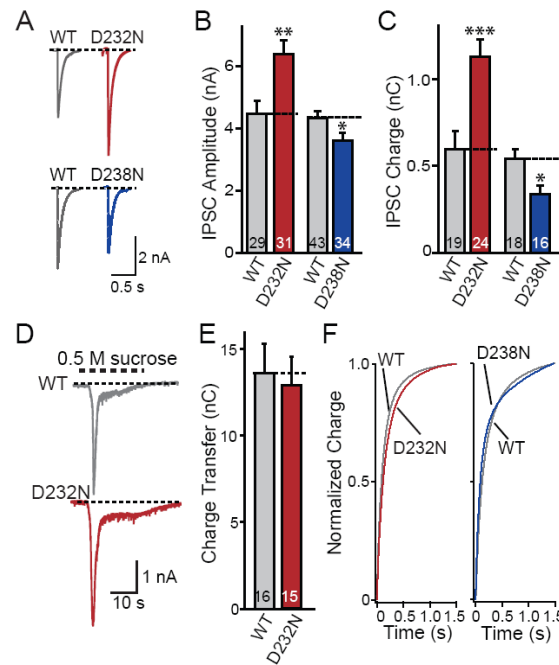 A
WT D232N
WT D238N
2 nA
0.5 s
B
IPSC Amplitude (nA)
6
4
2
0
**
*
29 31 43 34
WT
D232N
WT
D238N
C
IPSC Charge (nC)
1.0
0.5
0.0
***
*
19 24 18 16
WT
D232N
WT
D238N
D
0.5 M sucrose
WT
D232N
1 nA
10 s
E
Charge Transfer (nC)
15
10
5
0
16 15
WT
D232N
F
Normalized Charge
1.0
0.5
0
WT
D232N
D238N
WT
0 0.5 1.0 1.5 0 0.5 1.0 1.5
Time (s) Time (s)